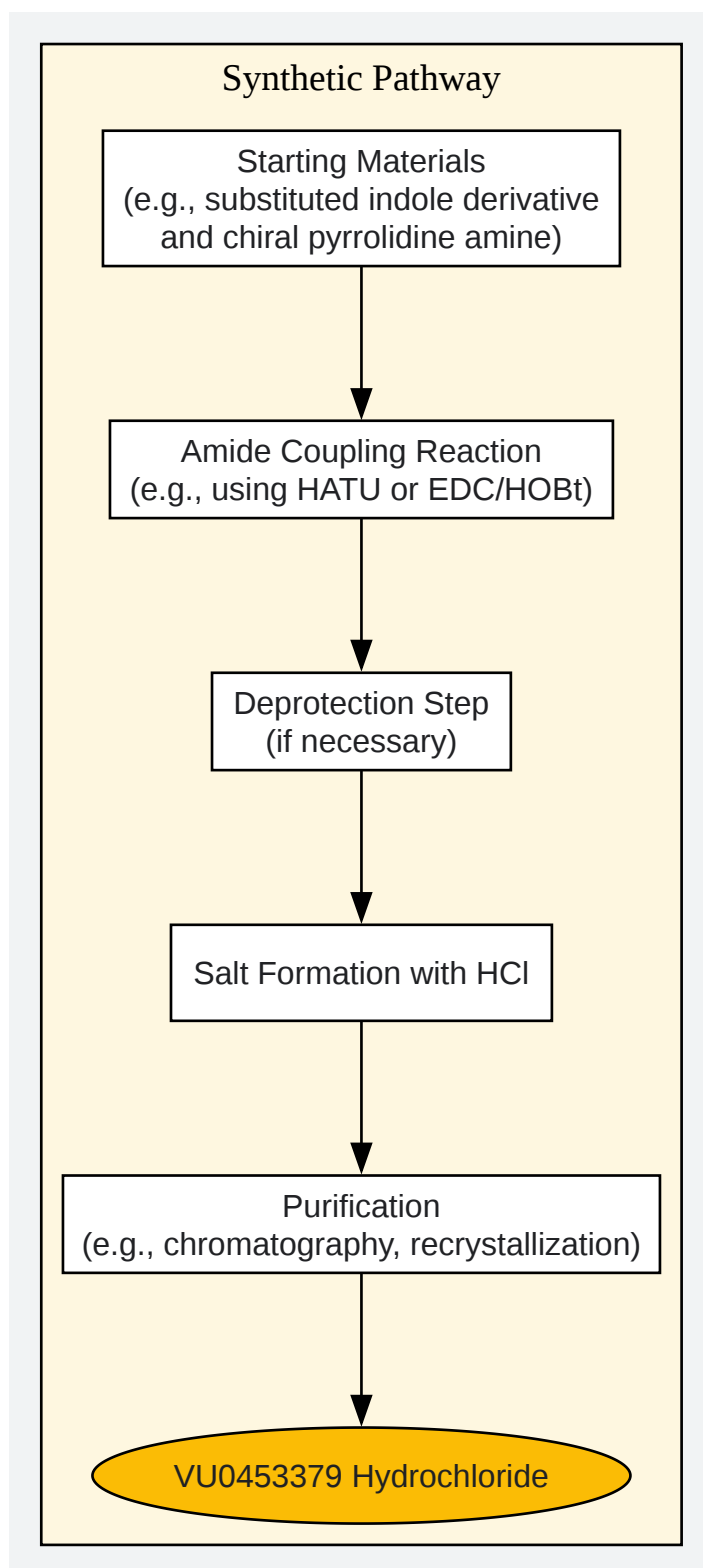 Synthetic Pathway
Starting Materials
(e.g., substituted indole derivative
and chiral pyrrolidine amine)
Amide Coupling Reaction
(e.g., using HATU or EDC/HOBt)
Deprotection Step
(if necessary)
Salt Formation with HCl
Purification
(e.g., chromatography, recrystallization)
VU0453379 Hydrochloride